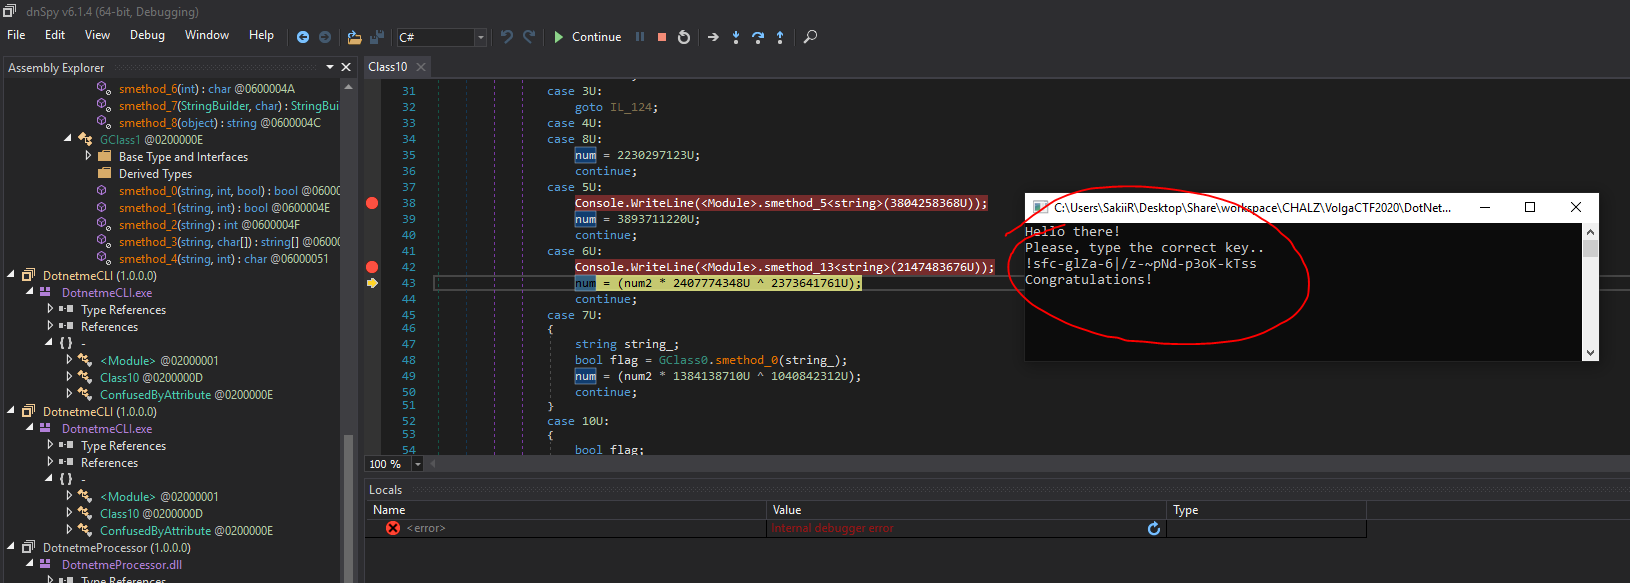 dnSpy v6.1.4 (64-bit, Debugging)
File Edit View Debug Window Help C# Continue
Assembly Explorer
smethod_6(int) : char @0600004A
smethod_7(StringBuilder, char) : StringBui
smethod_8(object) : string @0600004C
GClass1 @0200000E
Base Type and Interfaces
Derived Types
smethod_0(string, int, bool) : bool @0600
smethod_1(string, int) : bool @0600004E
smethod_2(string) : int @0600004F
smethod_3(string, char[]) : string[] @06000
smethod_4(string, int) : char @06000051
DotnetmeCLI (1.0.0.0)
DotnetmeCLI.exe
Type References
References
{ } -
<Module> @02000001
Class10 @0200000D
ConfusedByAttribute @0200000E
DotnetmeCLI (1.0.0.0)
DotnetmeCLI.exe
Type References
References
{ } -
<Module> @02000001
Class10 @0200000D
ConfusedByAttribute @0200000E
DotnetmeProcessor (1.0.0.0)
DotnetmeProcessor.dll
Type References
Class10
31 case 3U:
32 goto IL_124;
33 case 4U:
34 case 8U:
35 num = 2230297123U;
36 continue;
37 case 5U:
38 Console.WriteLine(<Module>.smethod_5<string>(3804258368U));
39 num = 3893711220U;
40 continue;
41 case 6U:
42 Console.WriteLine(<Module>.smethod_13<string>(2147483676U));
43 num = (num2 * 2407774348U ^ 2373641761U);
44 continue;
45 case 7U:
46 {
47 string string_;
48 bool flag = GClass0.smethod_0(string_);
49 num = (num2 * 1384138710U ^ 1040842312U);
50 continue;
51 }
52 case 10U:
53 {
54 bool flag;
100 %
C:\Users\SakiiR\Desktop\Share\workspace\CHALZ\VolgaCTF2020\DotNet...
Hello there!
Please, type the correct key..
!sfc-glZa-6|/z-~pNd-p3oK-kTss
Congratulations!
Locals
Name Value Type
<error> Internal debugger error